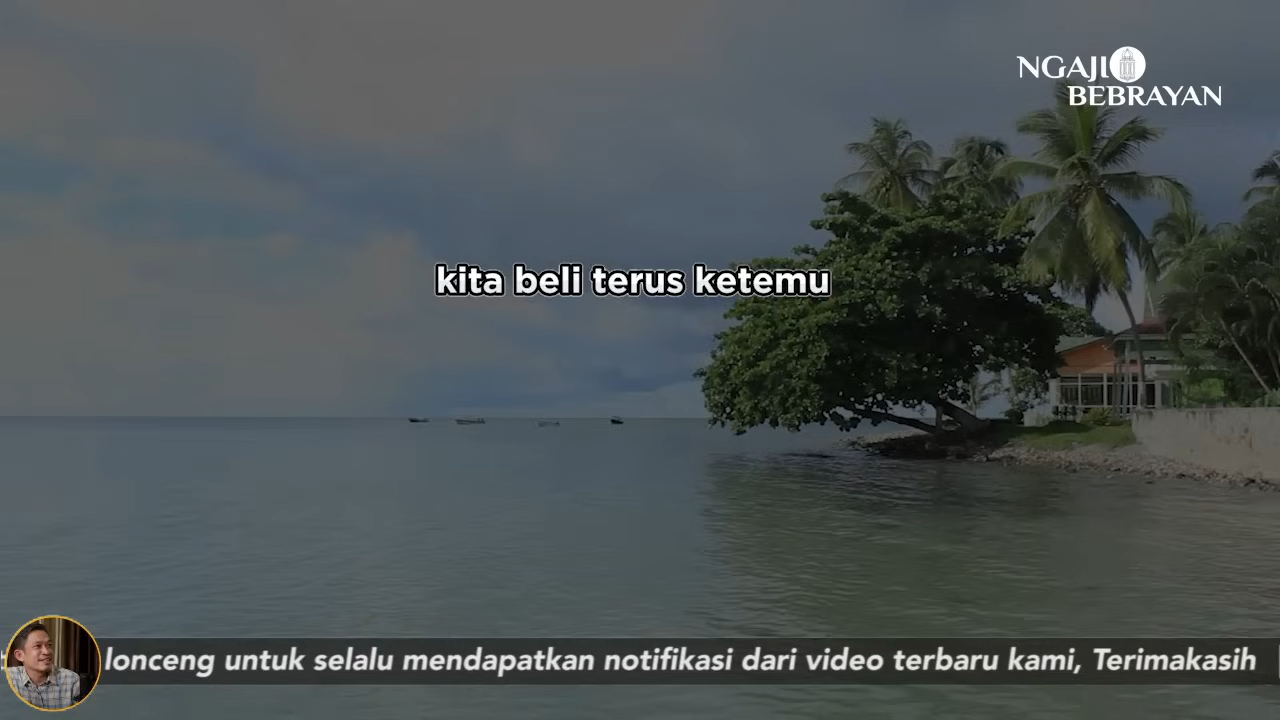 NGAJI
BEBRAYAN
kita beli terus ketemu
lonceng untuk selalu mendapatkan notifikasi dari video terbaru kami, Terimakasih